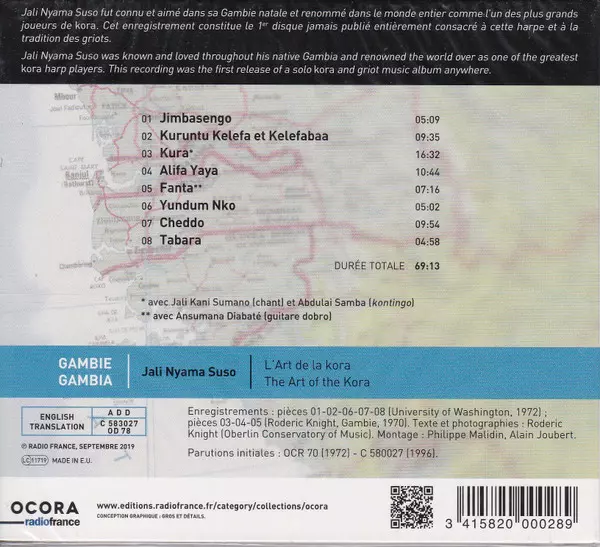 Jali Nyama Suso fut connu et aimé dans sa Gambie natale et renommé dans le monde entier comme l'un des plus grands
joueurs de kora. Cet enregistrement constitue le 1er disque jamais publié entièrement consacré à cette harpe et à la
tradition des griots.
Jali Nyama Suso was known and loved throughout his native Gambia and renowned the world over as one of the greatest
kora harp players. This recording was the first release of a solo kora and griot music album anywhere.
01 Jimbasengo 05:09
02 Kuruntu Kelefa et Kelefabaa 09:35
03 Kura* 16:32
04 Alifa Yaya 10:44
05 Fanta** 07:16
06 Yundum Nko 05:02
07 Cheddo 09:54
08 Tabara 04:58
DURÉE TOTALE 69:13
* avec Jali Kani Sumano (chant) et Abdulai Samba (kontingo)
** avec Ansumana Diabaté (guitare dobro)
Banjul
GAMBIE
GAMBIA
Jali Nyama Suso
L'Art de la kora
The Art of the Kora
ENGLISH
TRANSLATION
A D D
C 583027
OD 78
℗ RADIO FRANCE, SEPTEMBRE 2019
LC 11719 MADE IN E.U.
Enregistrements : pièces 01-02-06-07-08 (University of Washington, 1972) ;
pièces 03-04-05 (Roderic Knight, Gambie, 1970). Texte et photographies : Roderic
Knight (Oberlin Conservatory of Music). Montage : Philippe Malidin, Alain Joubert.
Parutions initiales : OCR 70 (1972) - C 580027 (1996).
OCORA
radiofrance
www.editions.radiofrance.fr/category/collections/ocora
CONCEPTION GRAPHIQUE : GROS ET DÉTAILS.
3 415820 000289